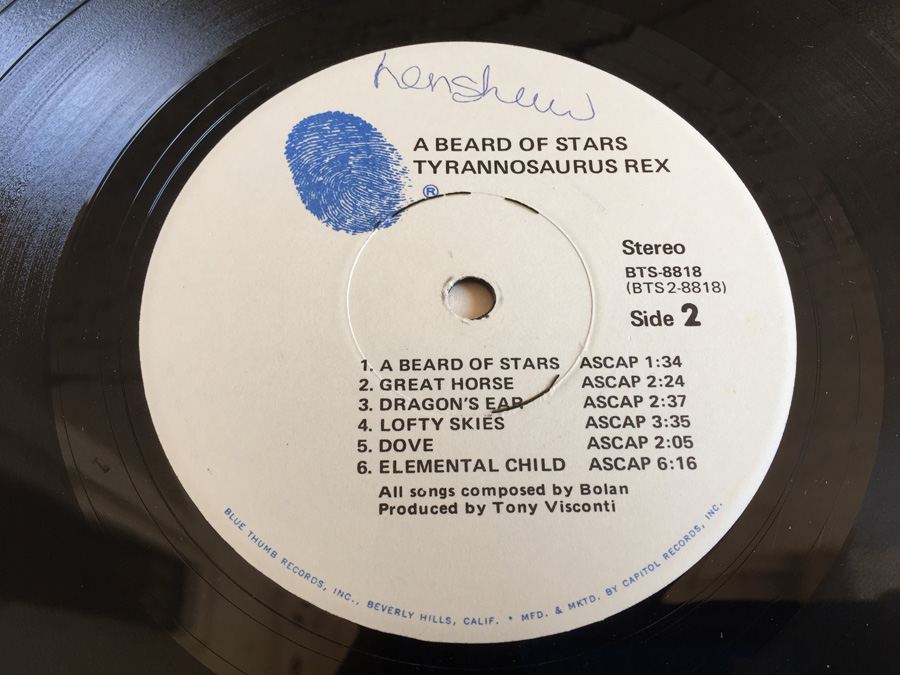 henshaw
A BEARD OF STARS
TYRANNOSAURUS REX
®
Stereo
BTS-8818
(BTS2-8818)
Side 2
1. A BEARD OF STARS ASCAP 1:34
2. GREAT HORSE ASCAP 2:24
3. DRAGON'S EAR ASCAP 2:37
4. LOFTY SKIES ASCAP 3:35
5. DOVE ASCAP 2:05
6. ELEMENTAL CHILD ASCAP 6:16
All songs composed by Bolan
Produced by Tony Visconti
BLUE THUMB RECORDS, INC., BEVERLY HILLS, CALIF. • MFD. & MKTD. BY CAPITOL RECORDS, INC.